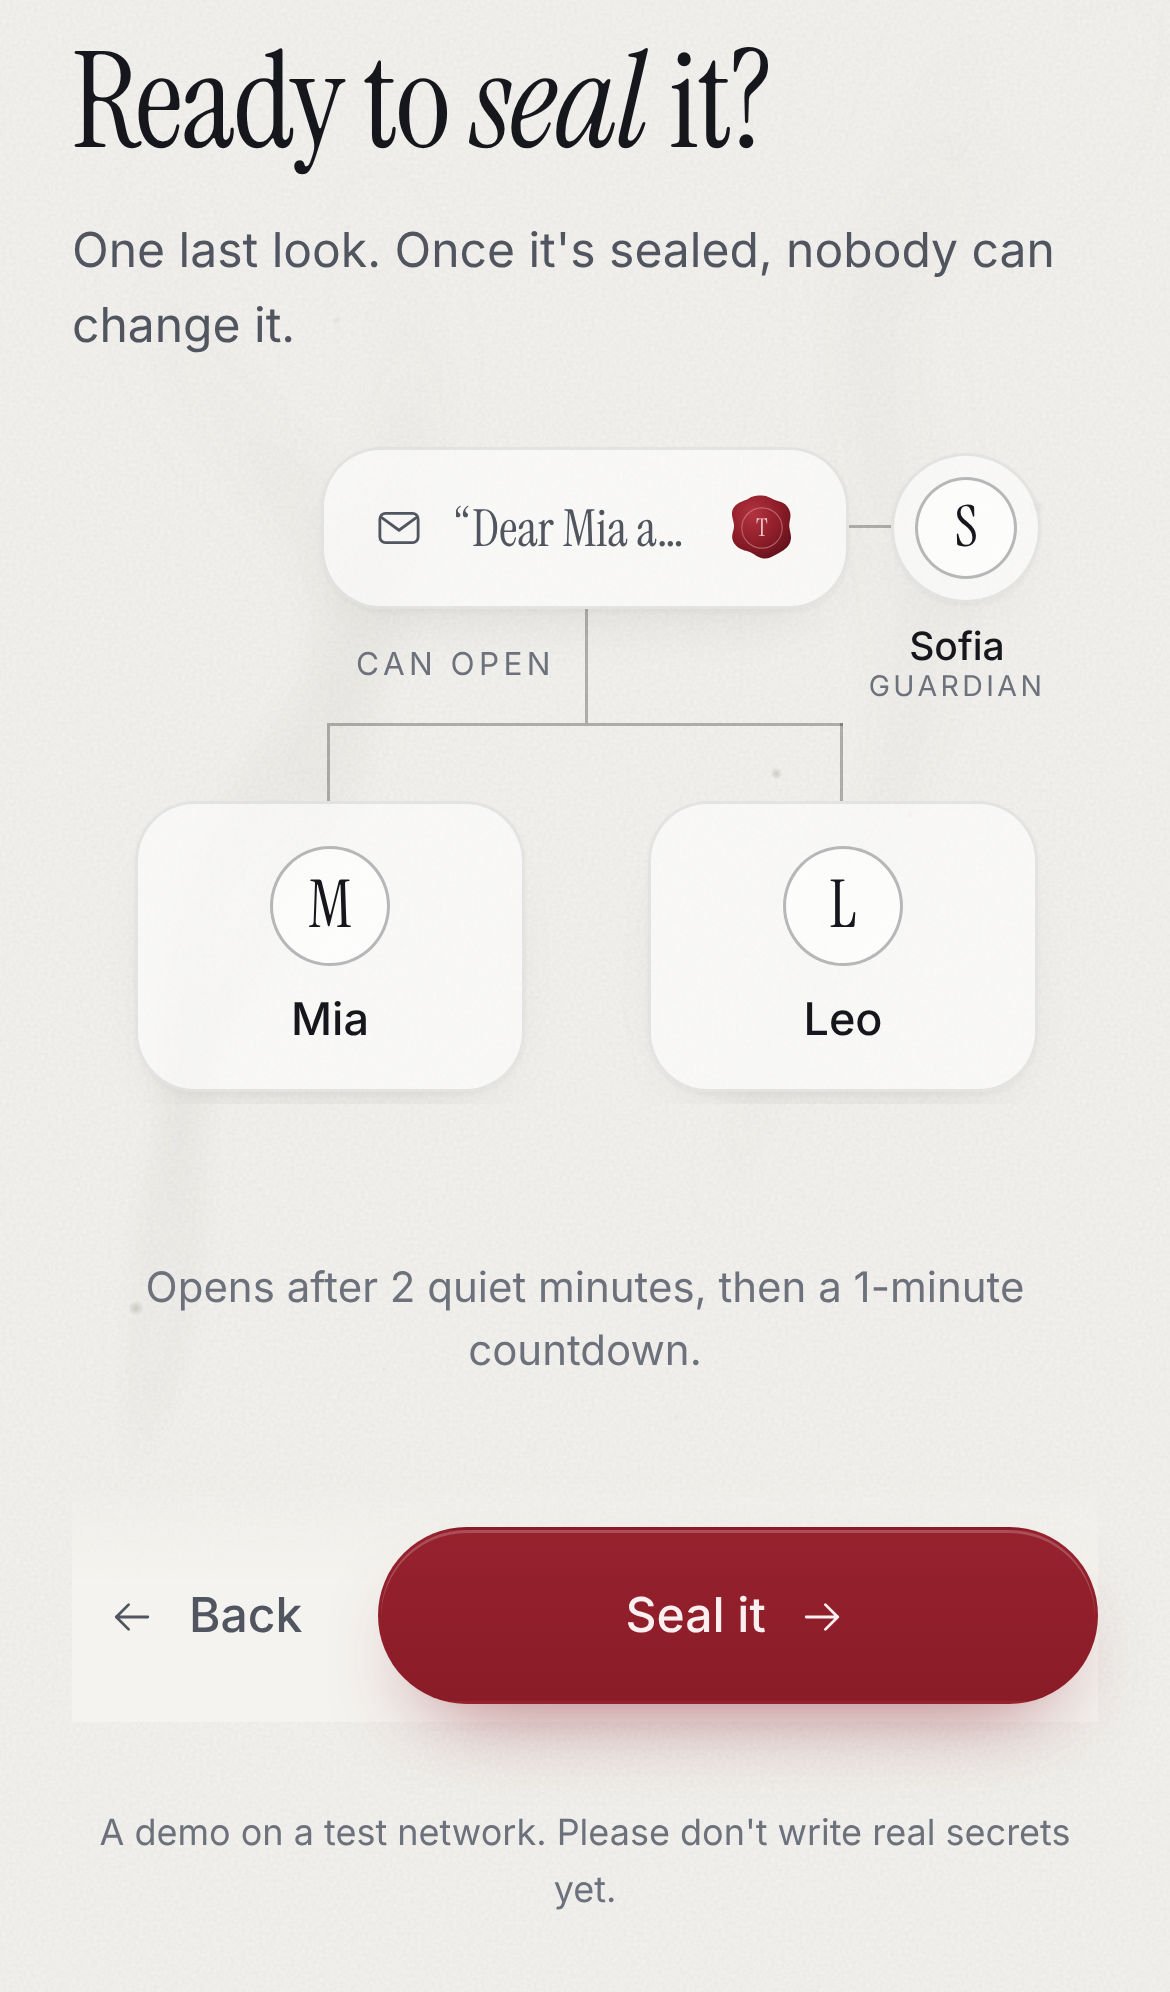 Ready to seal it?
One last look. Once it's sealed, nobody can
change it.
“Dear Mia a...
T
S
CAN OPEN
Sofia
GUARDIAN
M
L
Mia
Leo
Opens after 2 quiet minutes, then a 1-minute
countdown.
Back
Seal it
A demo on a test network. Please don't write real secrets
yet.